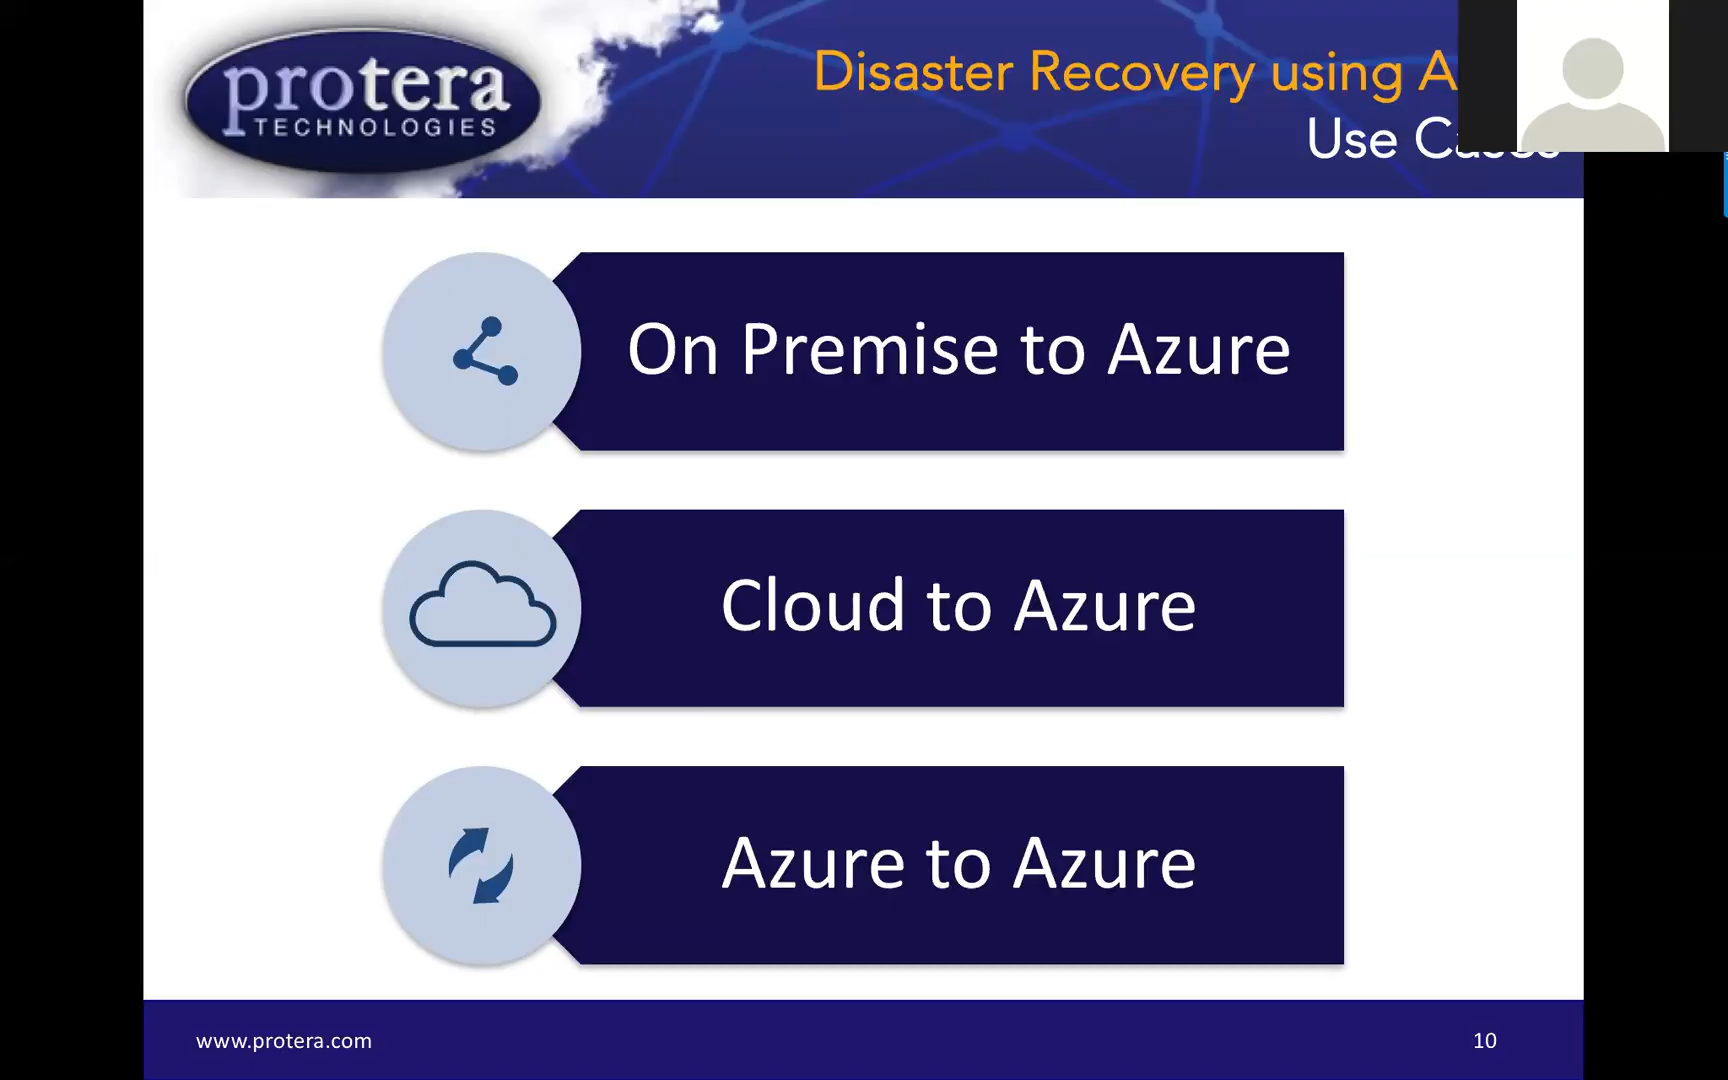 protera
TECHNOLOGIES
Disaster Recovery using
Use
On Premise to Azure
Cloud to Azure
Azure to Azure
www.protera.com
10